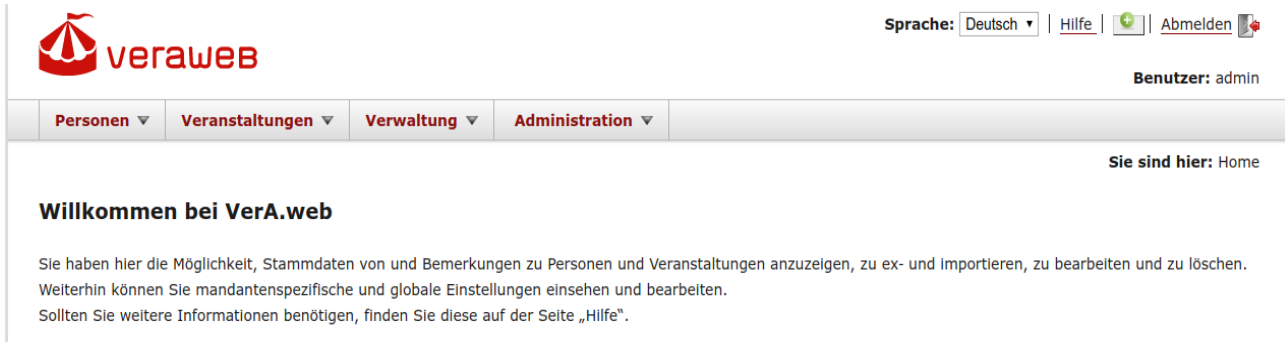 Sprache: Deutsch | Hilfe | | Abmelden
veraweb
Benutzer: admin
Personen Veranstaltungen Verwaltung Administration
Sie sind hier: Home
Willkommen bei VerA.web
Sie haben hier die Möglichkeit, Stammdaten von und Bemerkungen zu Personen und Veranstaltungen anzuzeigen, zu ex- und importieren, zu bearbeiten und zu löschen.
Weiterhin können Sie mandantenspezifische und globale Einstellungen einsehen und bearbeiten.
Sollten Sie weitere Informationen benötigen, finden Sie diese auf der Seite „Hilfe“.